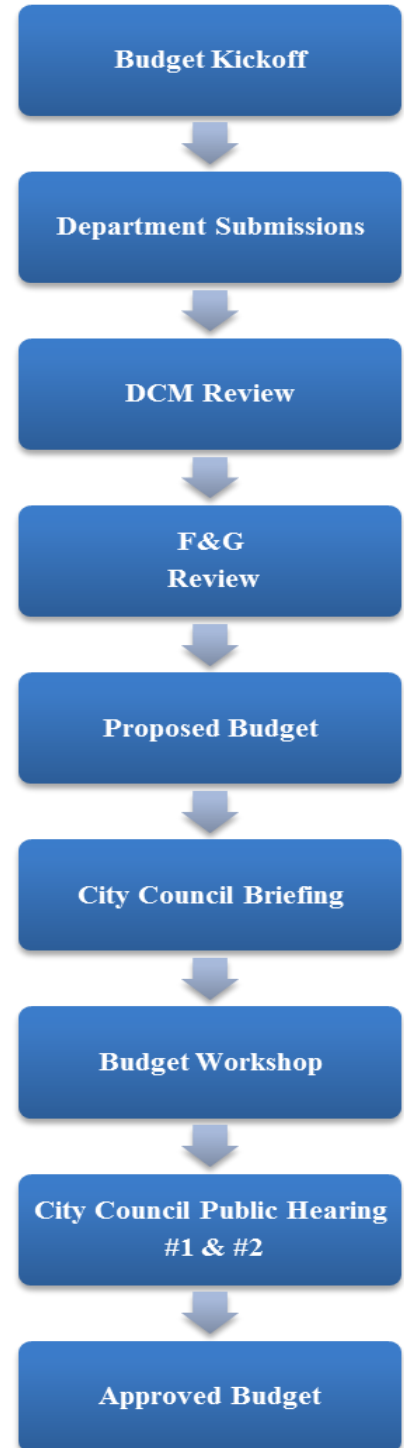 Budget Kickoff
Department Submissions
DCM Review
F&G
Review
Proposed Budget
City Council Briefing
Budget Workshop
City Council Public Hearing
#1 & #2
Approved Budget